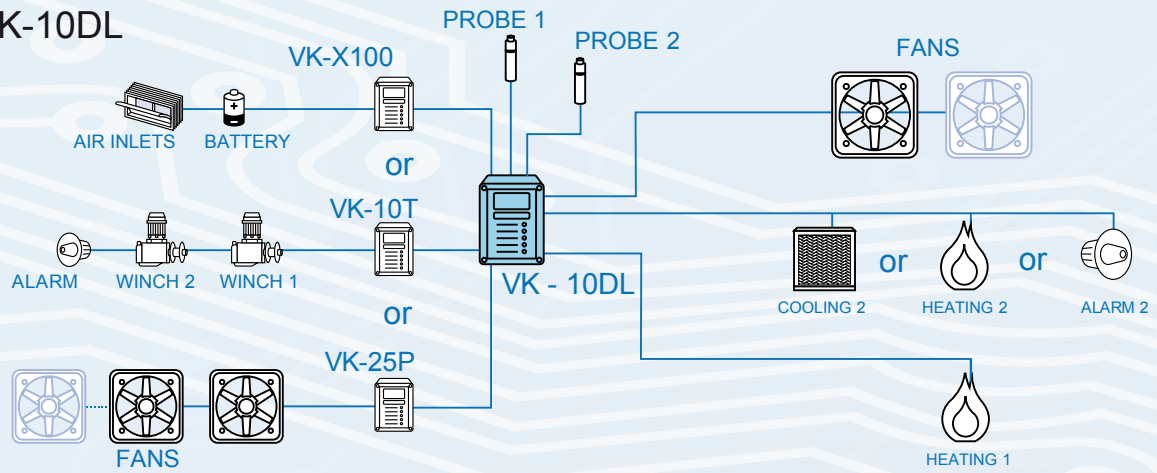 K-10DL
PROBE 1
PROBE 2
FANS
VK-X100
AIR INLETS
BATTERY
or
VK-10T
ALARM
WINCH 2
WINCH 1
VK - 10DL
or
or
COOLING 2
HEATING 2
ALARM 2
or
VK-25P
FANS
HEATING 1